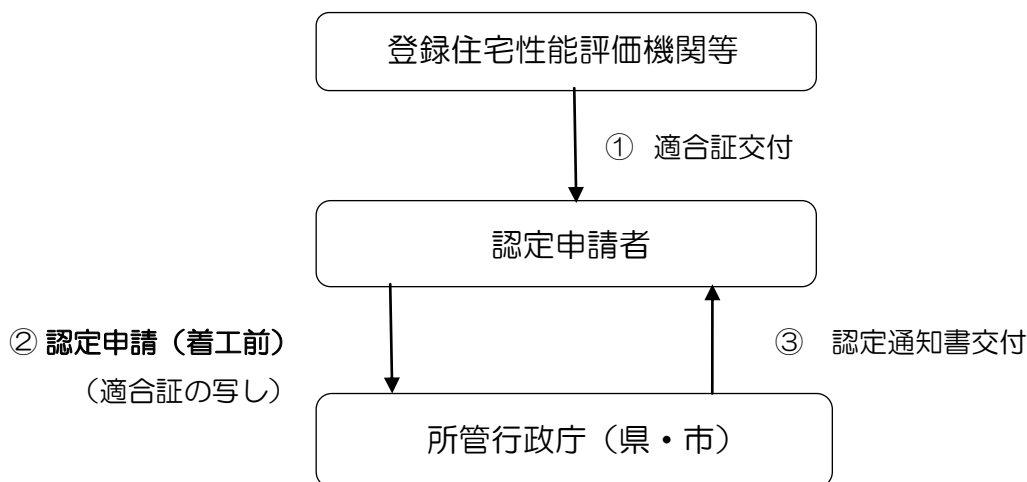 登録住宅性能評価機関等
① 適合証交付
認定申請者
② 認定申請（着工前）
（適合証の写し）
③ 認定通知書交付
所管行政庁（県・市）